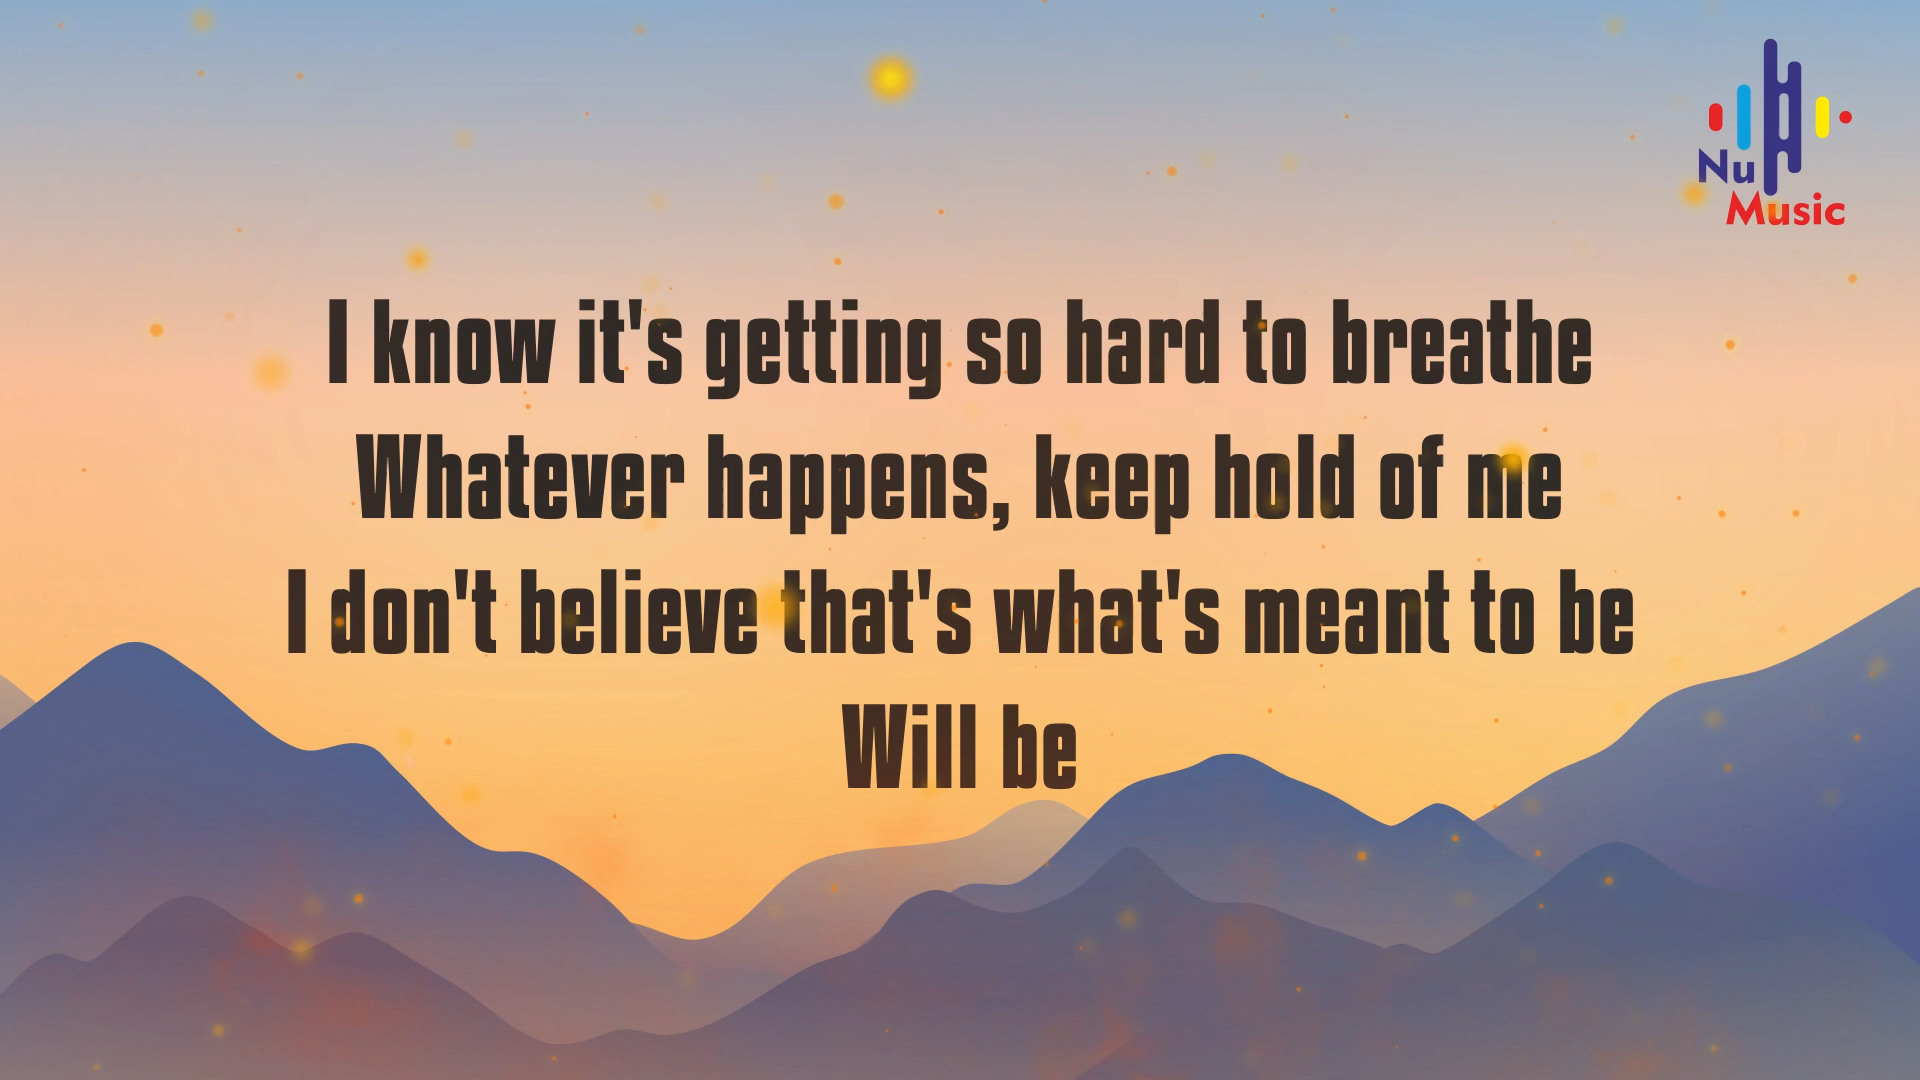 Nu
Music
I know it's getting so hard to breathe
Whatever happens, keep hold of me
I don't believe that's what's meant to be
Will be